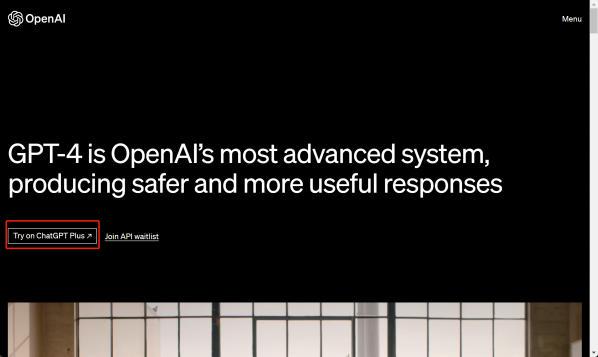 OpenAI
Menu
GPT-4 is OpenAI's most advanced system,
producing safer and more useful responses
Try on ChatGPT Plus ↗
Join API waitlist